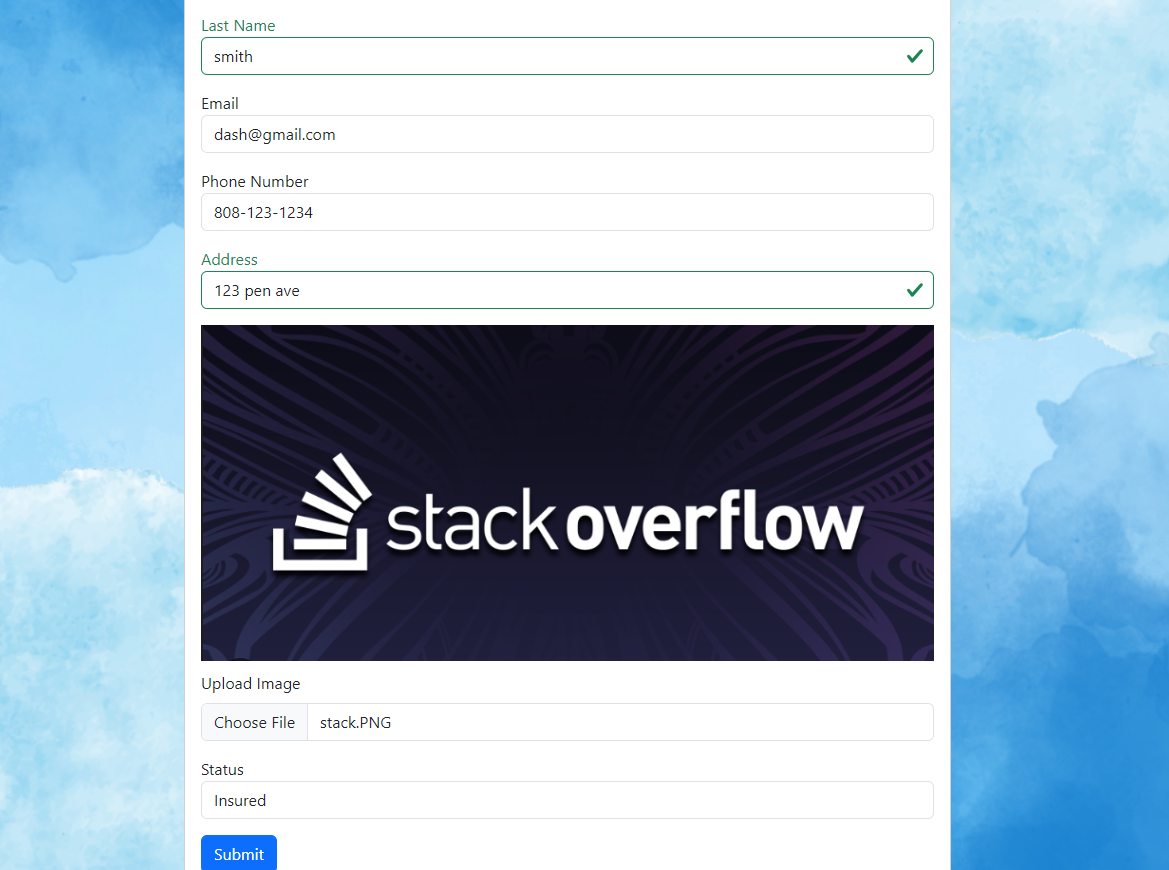 Last Name
smith
Email
dash@gmail.com
Phone Number
808-123-1234
Address
123 pen ave
stack overflow
Upload Image
Choose File stack.PNG
Status
Insured
Submit